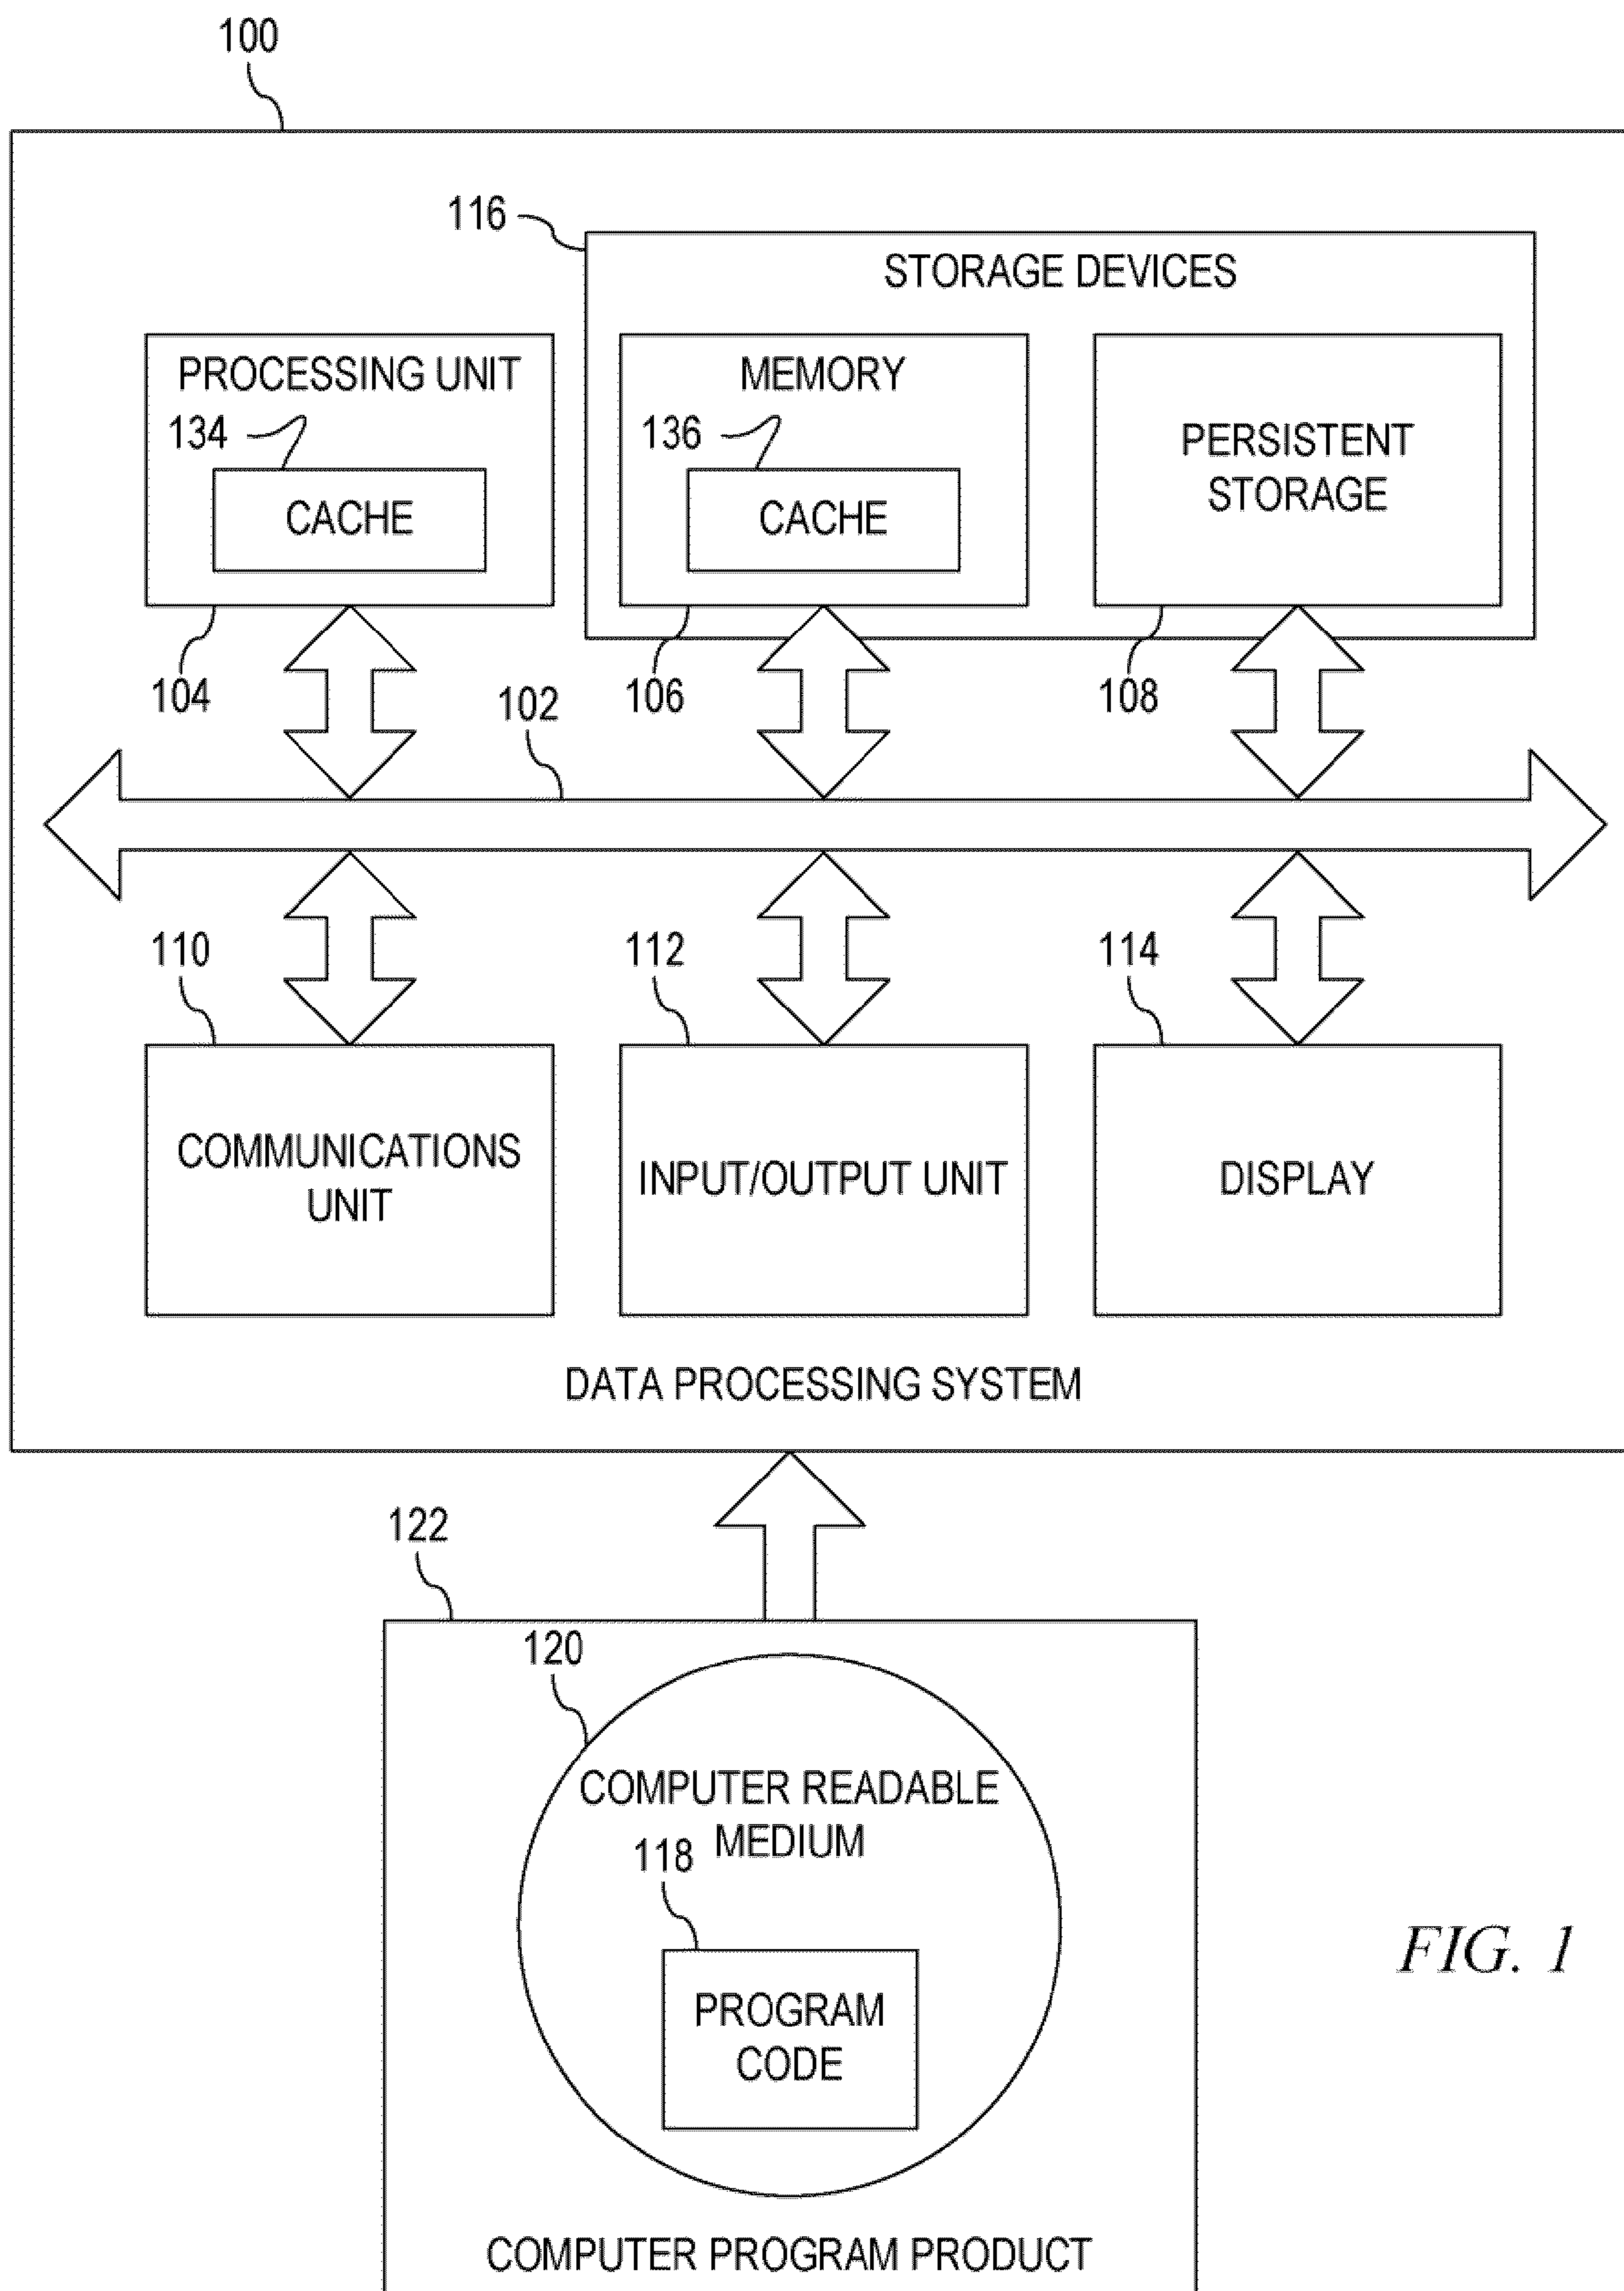 100
116
STORAGE DEVICES
PROCESSING UNIT
134
CACHE
MEMORY
136
CACHE
PERSISTENT
STORAGE
104
102
106
108
110
112
114
COMMUNICATIONS
UNIT
INPUT/OUTPUT UNIT
DISPLAY
DATA PROCESSING SYSTEM
122
120
COMPUTER READABLE
MEDIUM
118
PROGRAM
CODE
COMPUTER PROGRAM PRODUCT
FIG. 1